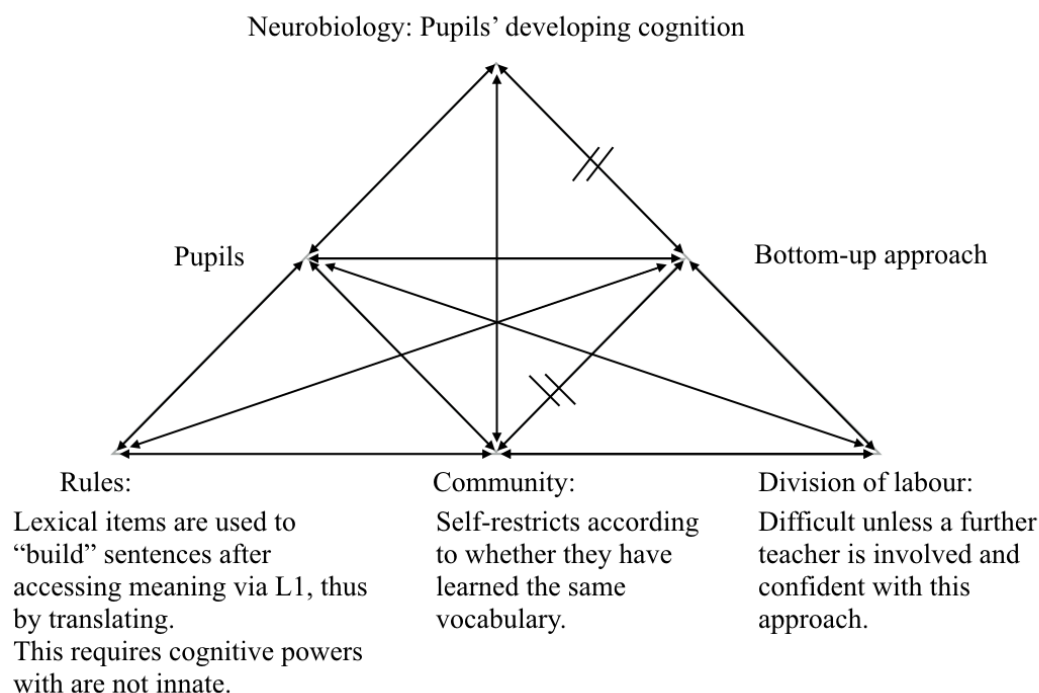 Neurobiology: Pupils’ developing cognition
Pupils
Bottom-up approach
Rules:
Lexical items are used to
“build” sentences after
accessing meaning via L1, thus
by translating.
This requires cognitive powers
with are not innate.
Community:
Self-restricts according
to whether they have
learned the same
vocabulary.
Division of labour:
Difficult unless a further
teacher is involved and
confident with this
approach.